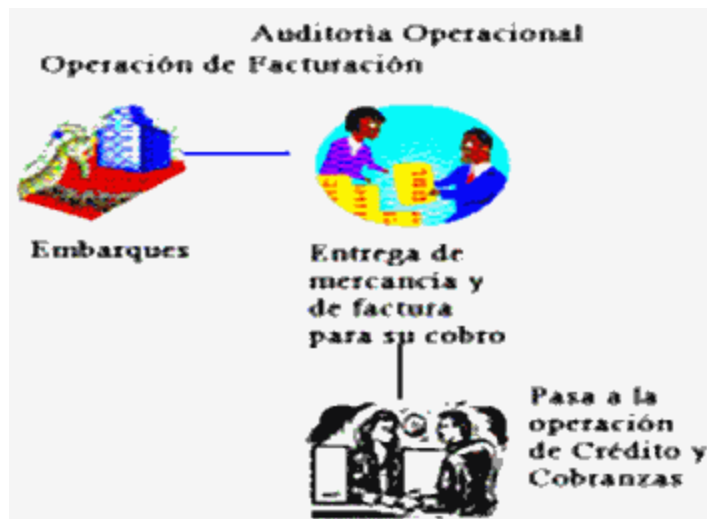 Auditoría Operacional
Operación de Facturación
Embarques
Entrega de
mercancía y
de factura
para su cobro
Pasa a la
operación
de Crédito y
Cobranzas